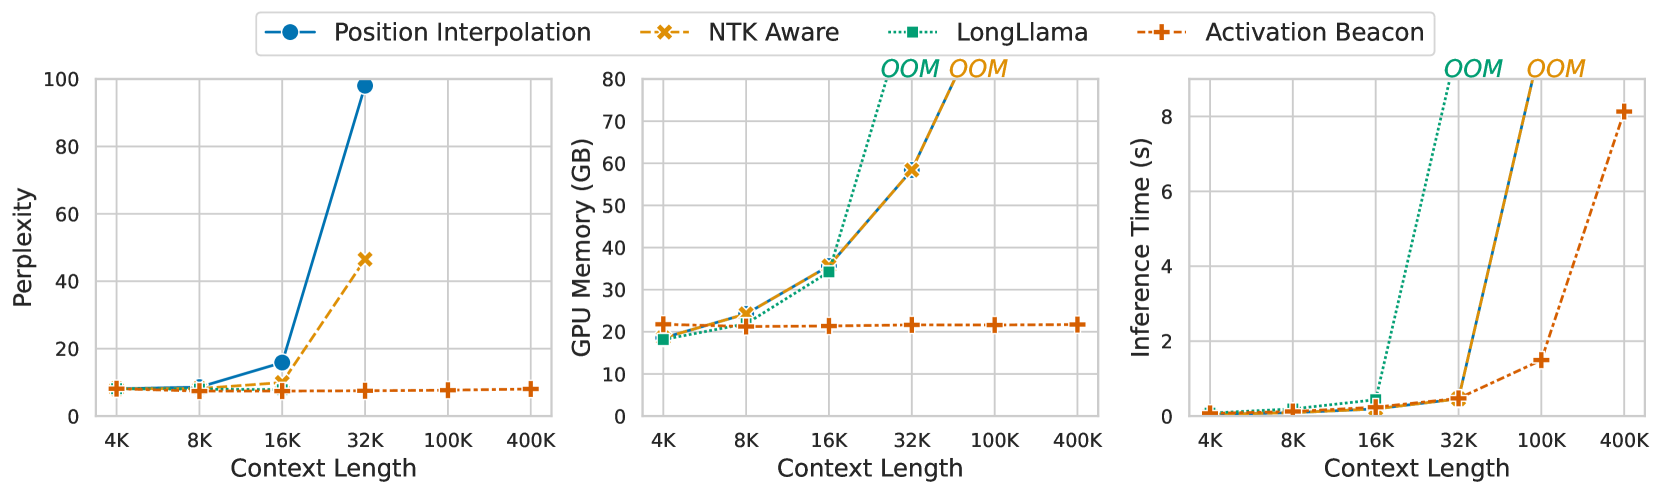 Position Interpolation NTK Aware LongLlama Activation Beacon
Perplexity
100
80
60
40
20
0
4K 8K 16K 32K 100K 400K
Context Length
OOM OOM
GPU Memory (GB)
80
70
60
50
40
30
20
10
0
4K 8K 16K 32K 100K 400K
Context Length
OOM OOM
Inference Time (s)
8
6
4
2
0
4K 8K 16K 32K 100K 400K
Context Length